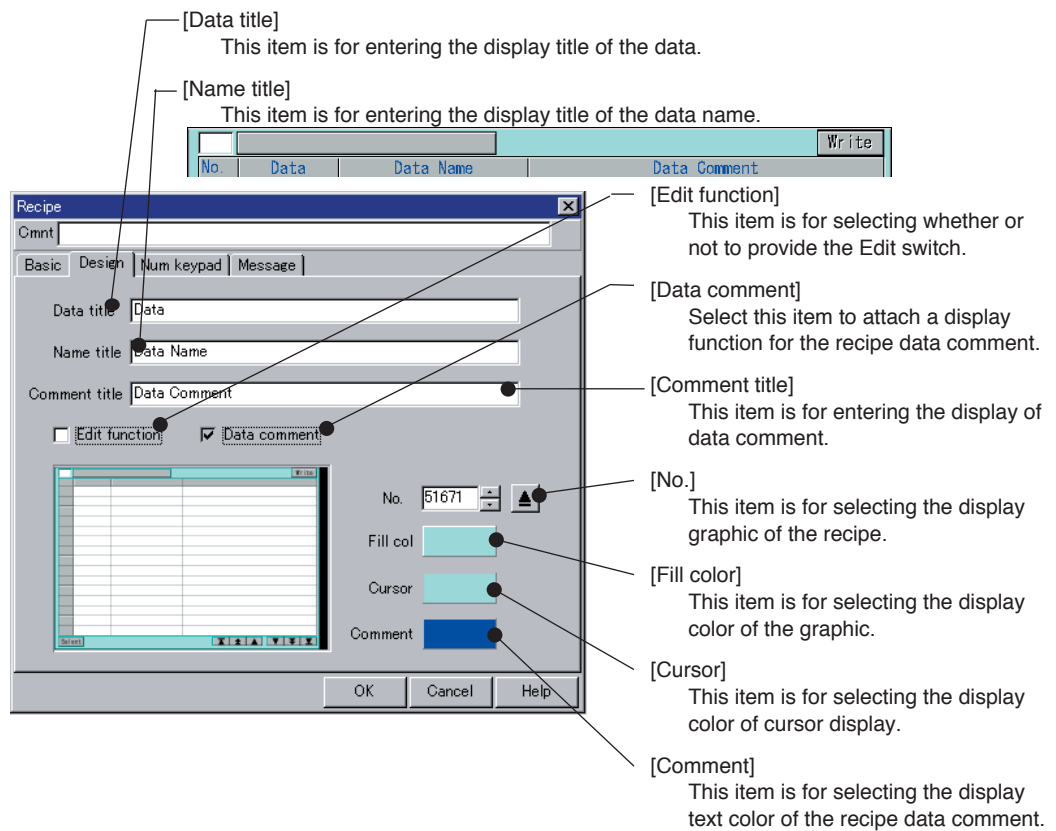 [Data title]
This item is for entering the display title of the data.
[Name title]
This item is for entering the display title of the data name.
Write
No. Data Data Name Data Comment
Recipe
Cmnt
Basic Design Num keypad Message
Data title Data
Name title Data Name
Comment title Data Comment
Edit function Data comment
Write
No. 51671
Fill col
Cursor
Comment
Select
OK Cancel Help
[Edit function]
This item is for selecting whether or
not to provide the Edit switch.
[Data comment]
Select this item to attach a display
function for the recipe data comment.
[Comment title]
This item is for entering the display of
data comment.
[No.]
This item is for selecting the display
graphic of the recipe.
[Fill color]
This item is for selecting the display
color of the graphic.
[Cursor]
This item is for selecting the display
color of cursor display.
[Comment]
This item is for selecting the display
text color of the recipe data comment.